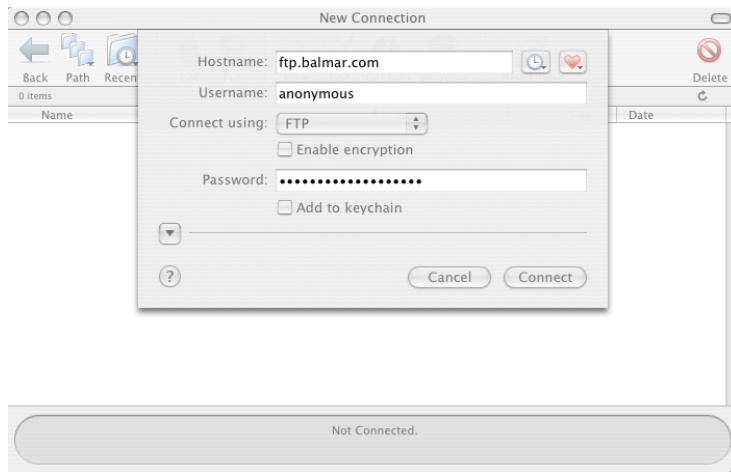 New Connection
Back
Path
Recen
Delete
0 items
Name
Date
Hostname: ftp.balmar.com
Username: anonymous
Connect using: FTP
Enable encryption
Password: •••••••••••••••••••
Add to keychain
?
Cancel
Connect
Not Connected.